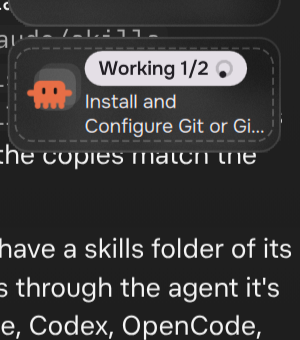 Working 1/2
Install and
Configure Git or Gi...
the copies match the
have a skills folder of its
s through the agent it's
e, Codex, OpenCode,